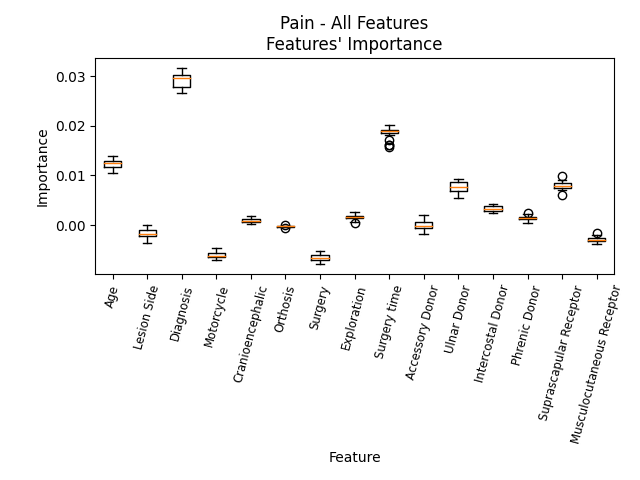 Pain - All Features
Features' Importance
Importance
0.03
0.02
0.01
0.00
Age
Lesion Side
Diagnosis
Motorcycle
Cranioencephalic
Orthosis
Surgery
Exploration
Surgery time
Accessory Donor
Ulnar Donor
Intercostal Donor
Phrenic Donor
Suprascapular Receptor
Musculocutaneous Receptor
Feature